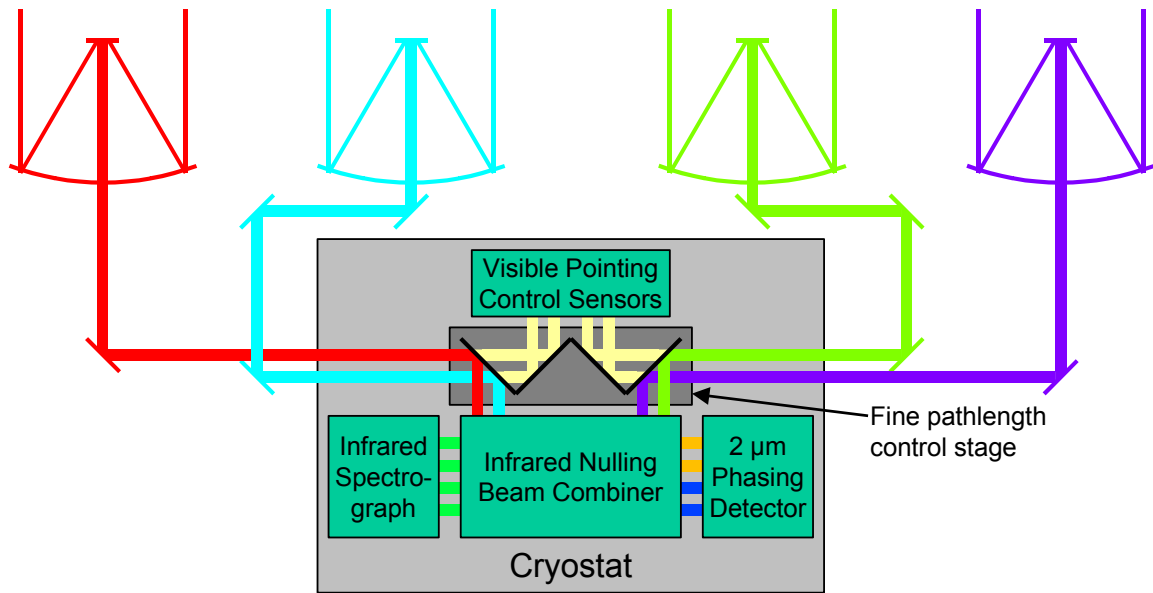 Visible Pointing
Control Sensors
Fine pathlength
control stage
Infrared
Spectro-
graph
Infrared Nulling
Beam Combiner
2 µm
Phasing
Detector
Cryostat